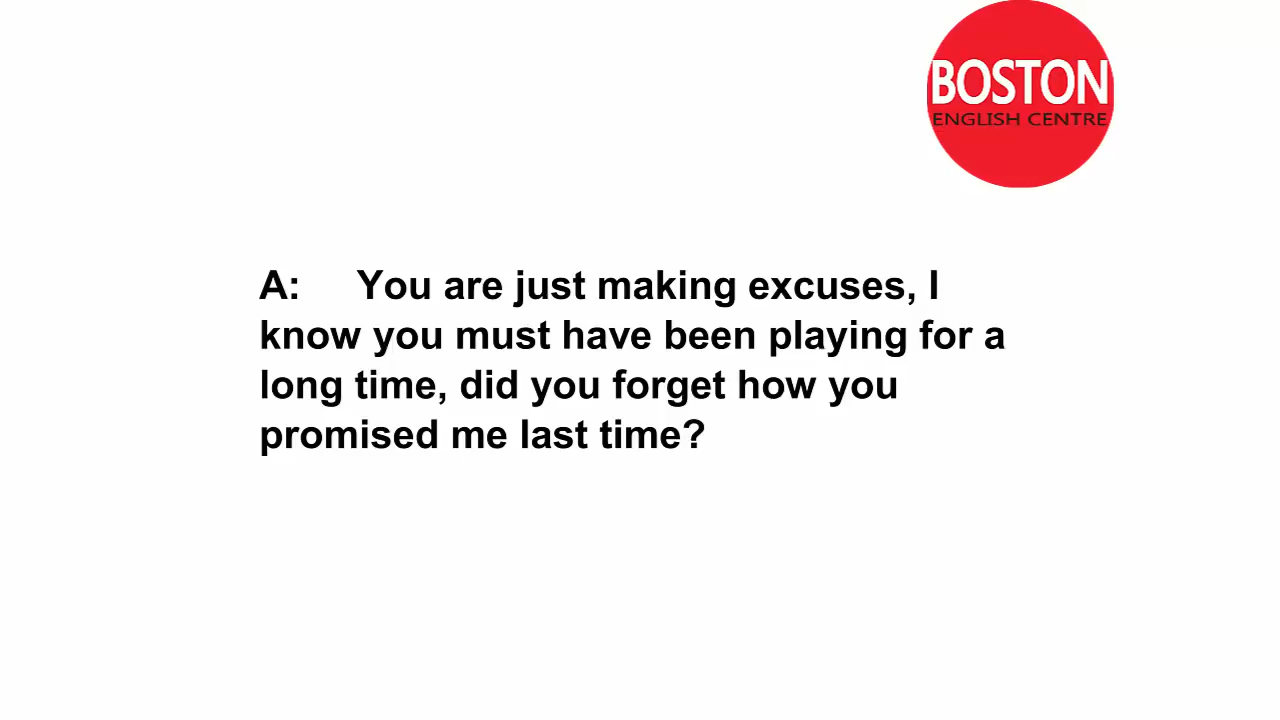 BOSTON
ENGLISH CENTRE
A: You are just making excuses, I
know you must have been playing for a
long time, did you forget how you
promised me last time?